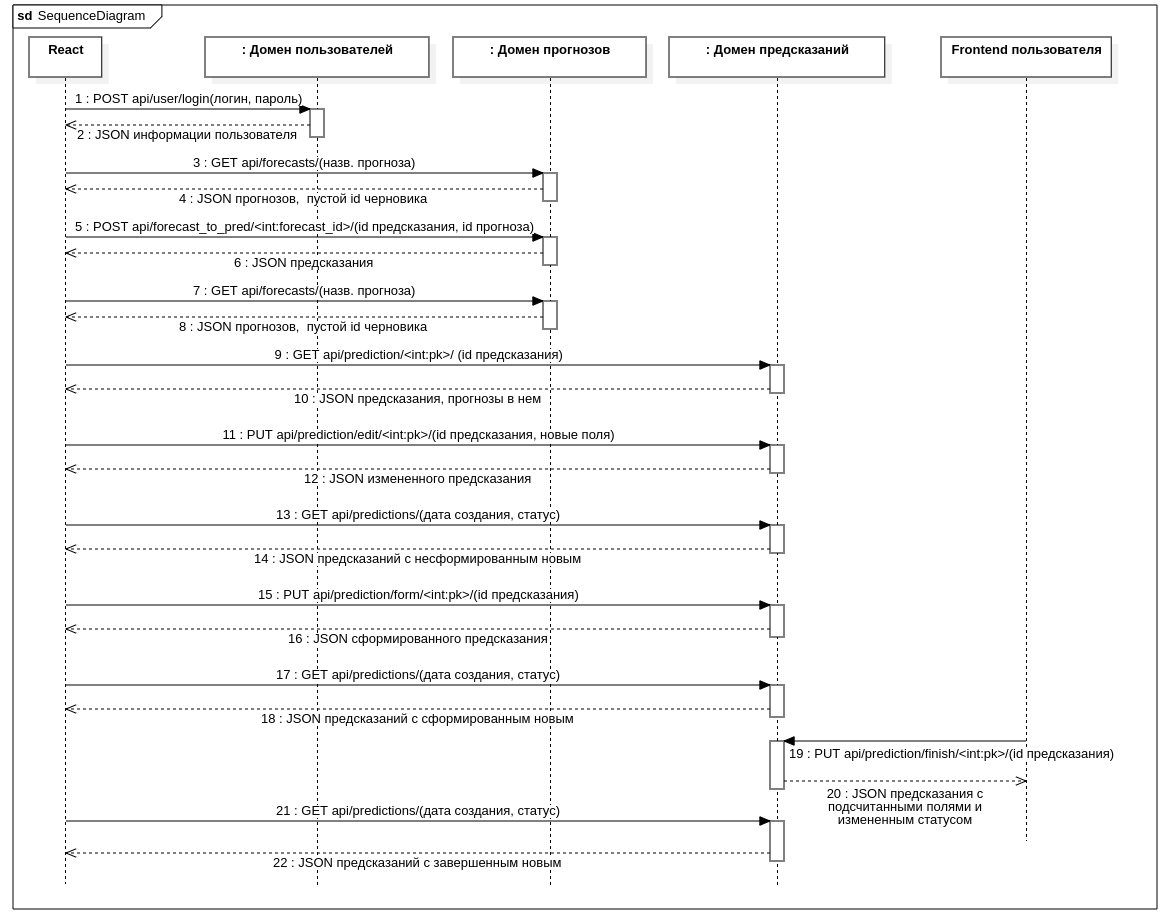 sd SequenceDiagram
React
: Домен пользователей
: Домен прогнозов
: Домен предсказаний
Frontend пользователя
1 : POST api/user/login(логин, пароль)
2 : JSON информации пользователя
3 : GET api/forecasts/(назв. прогноза)
4 : JSON прогнозов,  пустой id черновика
5 : POST api/forecast_to_pred/<int:forecast_id>/(id предсказания, id прогноза)
6 : JSON предсказания
7 : GET api/forecasts/(назв. прогноза)
8 : JSON прогнозов,  пустой id черновика
9 : GET api/prediction/<int:pk>/ (id предсказания)
10 : JSON предсказания, прогнозы в нем
11 : PUT api/prediction/edit/<int:pk>/(id предсказания, новые поля)
12 : JSON измененного предсказания
13 : GET api/predictions/(дата создания, статус)
14 : JSON предсказаний с несформированным новым
15 : PUT api/prediction/form/<int:pk>/(id предсказания)
16 : JSON сформированного предсказания
17 : GET api/predictions/(дата создания, статус)
18 : JSON предсказаний с сформированным новым
19 : PUT api/prediction/finish/<int:pk>/(id предсказания)
20 : JSON предсказания с
подсчитанными полями и
измененным статусом
21 : GET api/predictions/(дата создания, статус)
22 : JSON предсказаний с завершенным новым